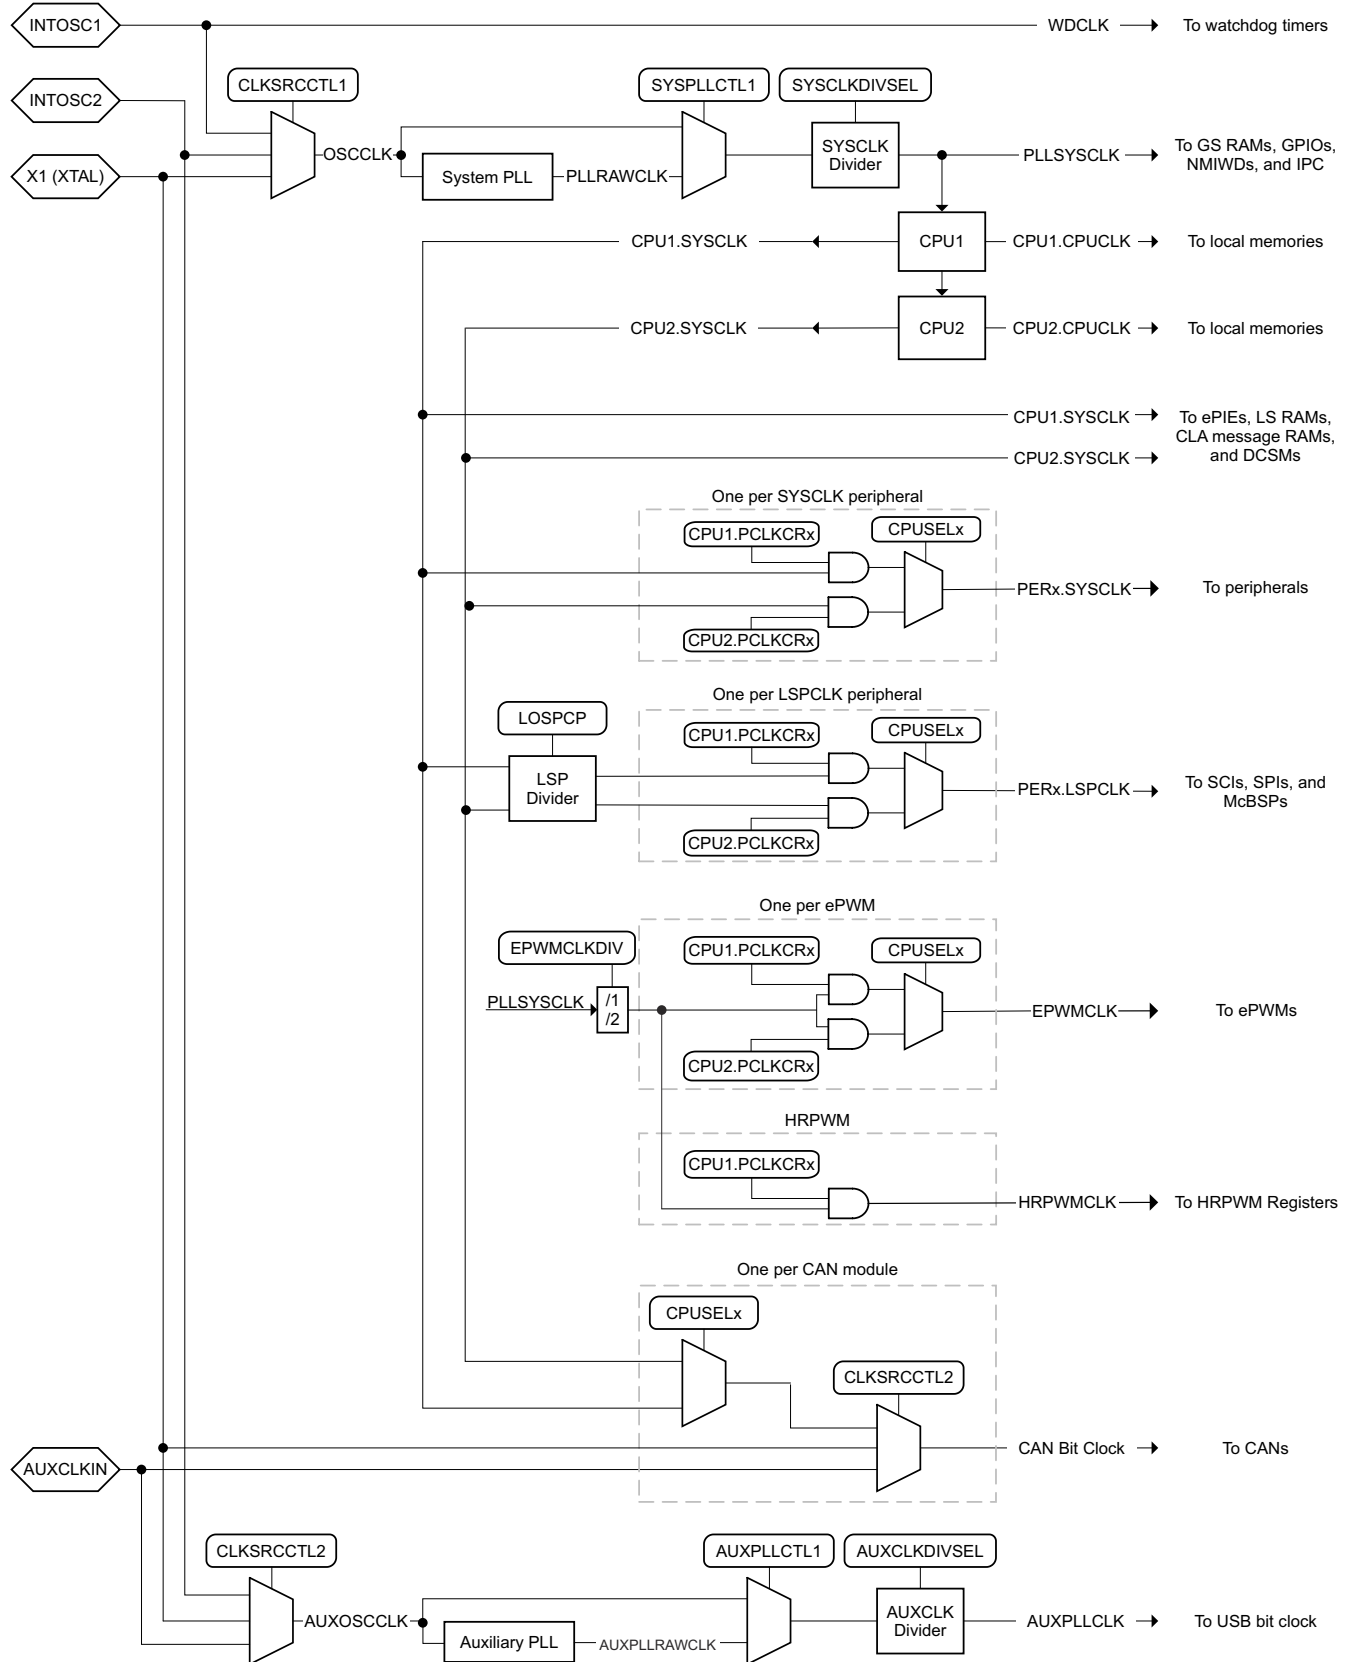 INTOSC1
WDCLK
To watchdog timers
INTOSC2
CLKSRCCTL1
SYSPLLCTL1
SYSCLKDIVSEL
X1 (XTAL)
OSCCLK
System PLL
PLLRAWCLK
SYSCLK
Divider
PLLSYSCLK
To GS RAMs, GPIOs,
NMIWDs, and IPC
CPU1.SYSCLK
CPU1
CPU1.CPUCLK
To local memories
CPU2.SYSCLK
CPU2
CPU2.CPUCLK
To local memories
CPU1.SYSCLK
CPU2.SYSCLK
To ePIEs, LS RAMs,
CLA message RAMs,
and DCSMs
One per SYSCLK peripheral
CPU1.PCLKCRx
CPUSELx
CPU2.PCLKCRx
PERx.SYSCLK
To peripherals
One per LSPCLK peripheral
LOSPCP
LSP
Divider
CPU1.PCLKCRx
CPUSELx
CPU2.PCLKCRx
PERx.LSPCLK
To SCIs, SPIs, and
McBSPs
One per ePWM
EPWMCLKDIV
PLLSYSCLK
/1
/2
CPU1.PCLKCRx
CPUSELx
CPU2.PCLKCRx
EPWMCLK
To ePWMs
HRPWM
CPU1.PCLKCRx
HRPWMCLK
To HRPWM Registers
One per CAN module
CPUSELx
CLKSRCCTL2
CAN Bit Clock
To CANs
AUXCLKIN
CLKSRCCTL2
AUXPLLCTL1
AUXCLKDIVSEL
AUXOSCCLK
Auxiliary PLL
AUXPLLRAWCLK
AUXCLK
Divider
AUXPLLCLK
To USB bit clock